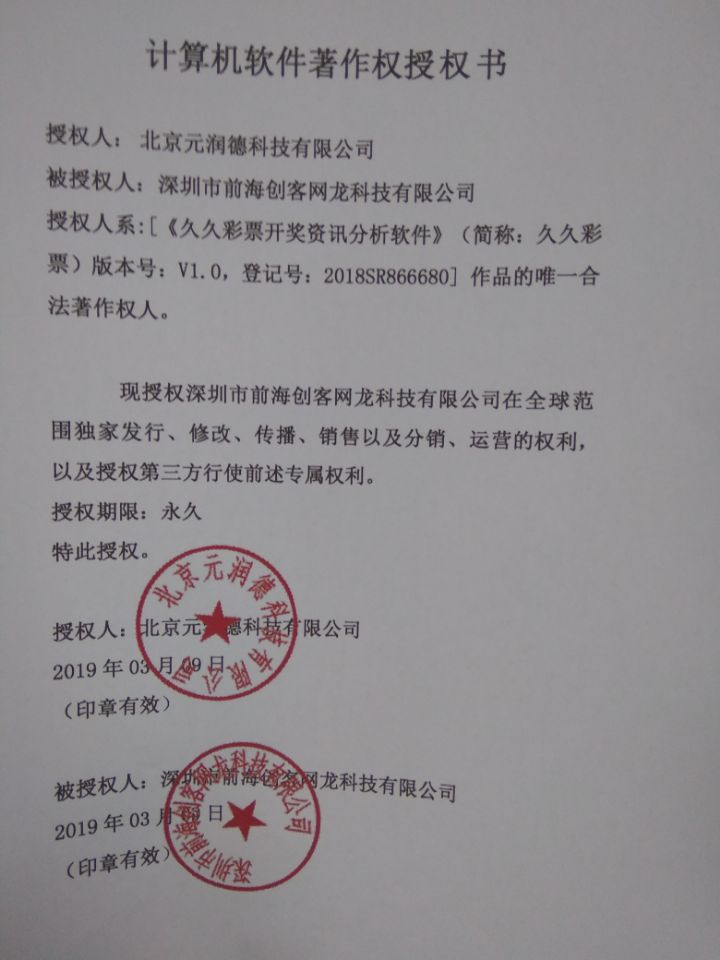 计算机软件著作权授权书
授权人：北京元润德科技有限公司
被授权人：深圳市前海创客网龙科技有限公司
授权人系:[《久久彩票开奖资讯分析软件》（简称：久久彩
票）版本号：V1.0，登记号：2018SR866680] 作品的唯一合
法著作权人。
现授权深圳市前海创客网龙科技有限公司在全球范
围独家发行、修改、传播、销售以及分销、运营的权利，
以及授权第三方行使前述专属权利。
授权期限：永久
特此授权。
授权人：北京元润德科技有限公司
2019 年 03 月 09 日
（印章有效）
北京元润德科技有限公司
被授权人：深圳市前海创客网龙科技有限公司
2019 年 03 月 09 日
（印章有效）
深圳市前海创客网龙科技有限公司